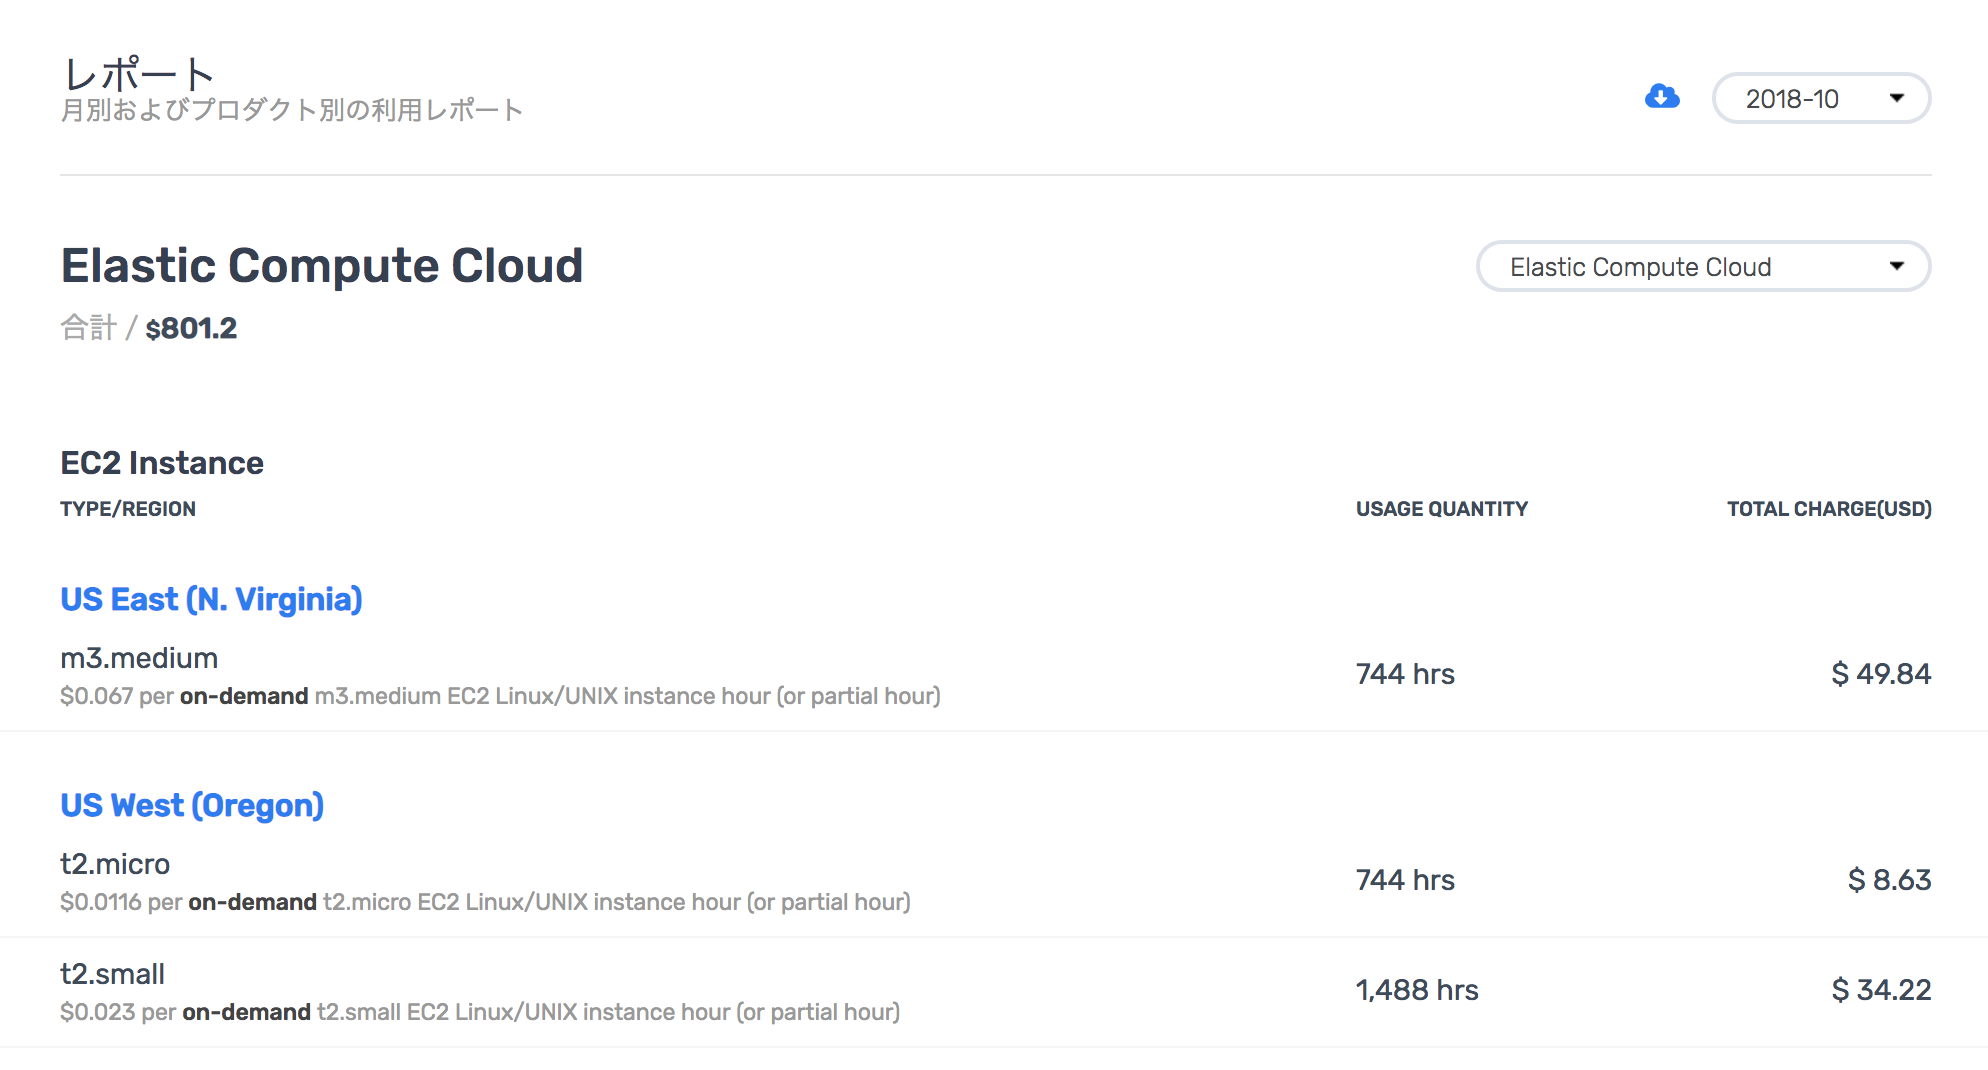 レポート
月別およびプロダクト別の利用レポート
2018-10
Elastic Compute Cloud
Elastic Compute Cloud
合計 / $801.2
EC2 Instance
TYPE/REGION USAGE QUANTITY TOTAL CHARGE(USD)
US East (N. Virginia)
m3.medium
$0.067 per on-demand m3.medium EC2 Linux/UNIX instance hour (or partial hour)
744 hrs $ 49.84
US West (Oregon)
t2.micro
$0.0116 per on-demand t2.micro EC2 Linux/UNIX instance hour (or partial hour)
744 hrs $ 8.63
t2.small
$0.023 per on-demand t2.small EC2 Linux/UNIX instance hour (or partial hour)
1,488 hrs $ 34.22